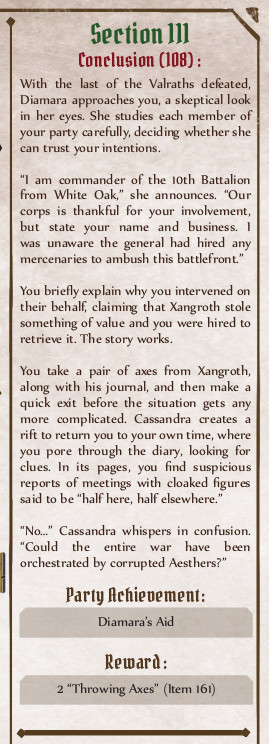 Section III
Conclusion (108) :
With the last of the Valraths defeated,
Diamara approaches you, a skeptical look
in her eyes. She studies each member of
your party carefully, deciding whether she
can trust your intentions.
“I am commander of the 10th Battalion
from White Oak,” she announces. “Our
corps is thankful for your involvement,
but state your name and business. I
was unaware the general had hired any
mercenaries to ambush this battlefront.”
You briefly explain why you intervened on
their behalf, claiming that Xangroth stole
something of value and you were hired to
retrieve it. The story works.
You take a pair of axes from Xangroth,
along with his journal, and then make a
quick exit before the situation gets any
more complicated. Cassandra creates a
rift to return you to your own time, where
you pore through the diary, looking for
clues. In its pages, you find suspicious
reports of meetings with cloaked figures
said to be “half here, half elsewhere.”
“No...” Cassandra whispers in confusion.
“Could the entire war have been
orchestrated by corrupted Aesthers?”
Party Achievement:
Diamara’s Aid
Reward:
2 “Throwing Axes” (Item 161)